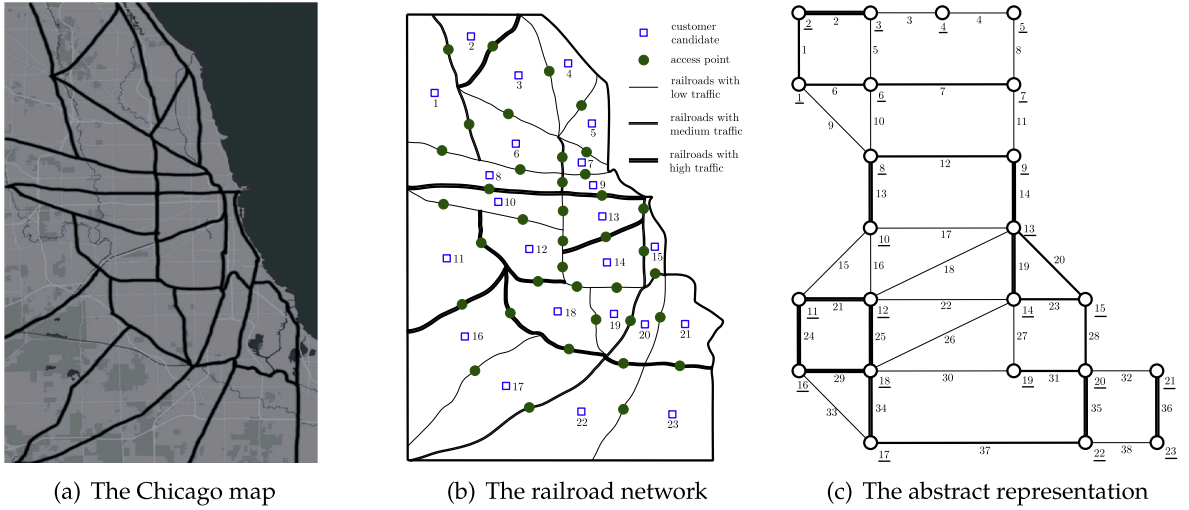 2
3
4
1
5
6
7
8
9
10
13
12
15
11
14
18
19
20
21
16
17
22
23
customer
candidate
access point
railroads with
low traffic
railroads with
medium traffic
railroads with
high traffic
2 2 3 3 4 4 5
1 5 8
1 6 6 7 7
9 10 11
8 12 9
13 14
10 17 13
15 16 18 19 20
11 21 12 22 14 23 15
24 25 26 27 28
16 29 18 30 19 31 20 32 21
33 34 35 36
17 37 22 38 23
(a) The Chicago map
(b) The railroad network
(c) The abstract representation